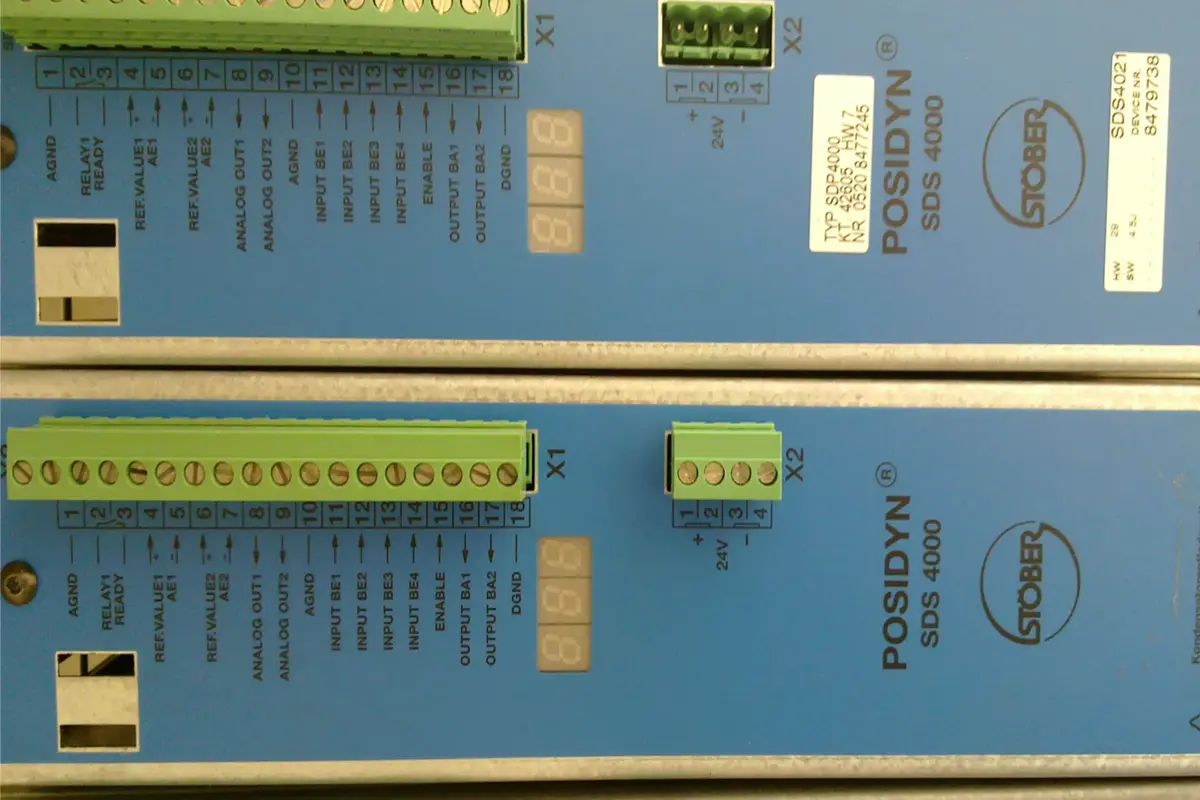 X1
1
2
3
4
5
6
7
8
9
10
11
12
13
14
15
16
17
18
AGND
RELAY1
READY
+ -
REF.VALUE1
AE1
+ -
REF.VALUE2
AE2
ANALOG OUT1
ANALOG OUT2
AGND
INPUT BE1
INPUT BE2
INPUT BE3
INPUT BE4
ENABLE
OUTPUT BA1
OUTPUT BA2
DGND
X2
1
2
3
4
+ -
24V
TYP SDP4000
KT 42605 HW 7
NR 0520 8477245
POSIDYN ®
SDS 4000
STÖBER
SDS4021
DEVICE NR.
8479738
HW 29
SW
X1
1
2
3
4
5
6
7
8
9
10
11
12
13
14
15
16
17
18
AGND
RELAY1
READY
+ -
REF.VALUE1
AE1
+ -
REF.VALUE2
AE2
ANALOG OUT1
ANALOG OUT2
AGND
INPUT BE1
INPUT BE2
INPUT BE3
INPUT BE4
ENABLE
OUTPUT BA1
OUTPUT BA2
DGND
X2
1
2
3
4
+ -
24V
POSIDYN ®
SDS 4000
STÖBER